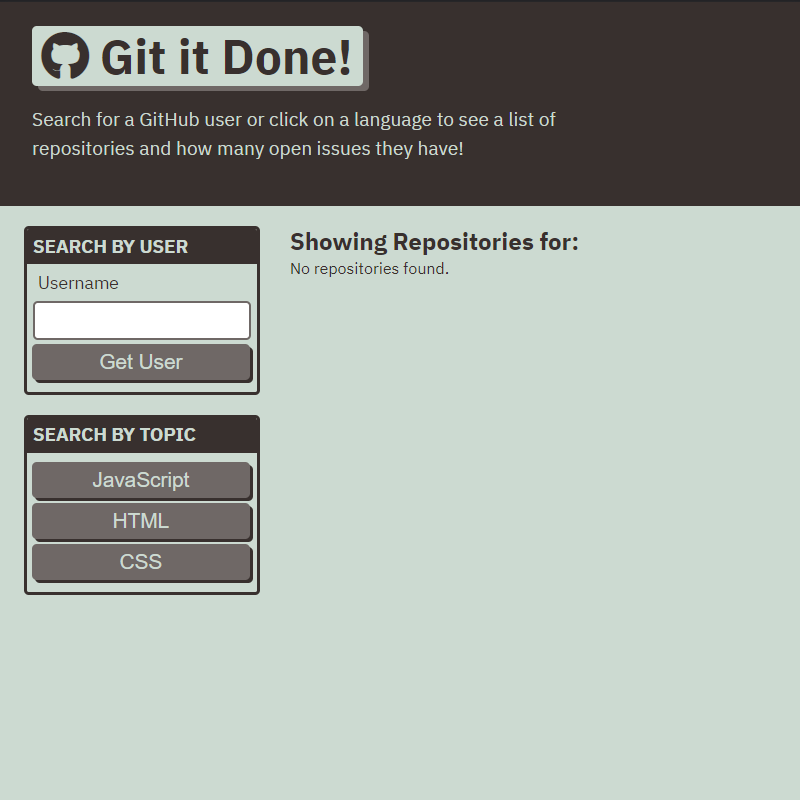 Git it Done!
Search for a GitHub user or click on a language to see a list of
repositories and how many open issues they have!
SEARCH BY USER
Username
Get User
SEARCH BY TOPIC
JavaScript
HTML
CSS
Showing Repositories for:
No repositories found.